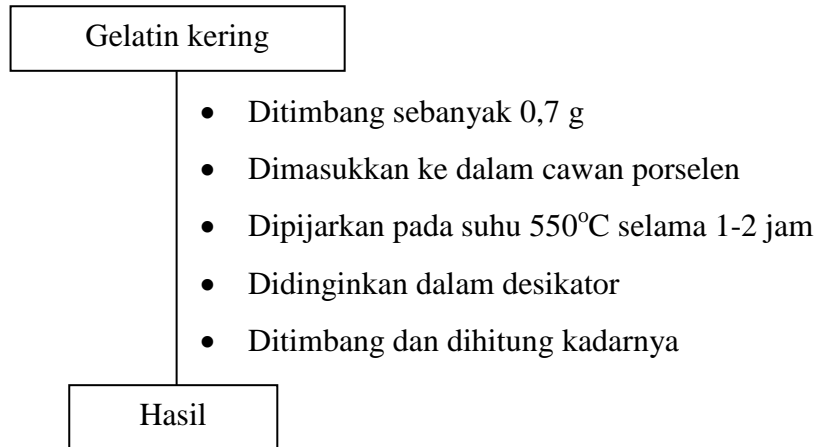 Gelatin kering
• Ditimbang sebanyak 0,7 g
• Dimasukkan ke dalam cawan porselen
• Dipijarkan pada suhu 550°C selama 1-2 jam
• Didinginkan dalam desikator
• Ditimbang dan dihitung kadarnya
Hasil